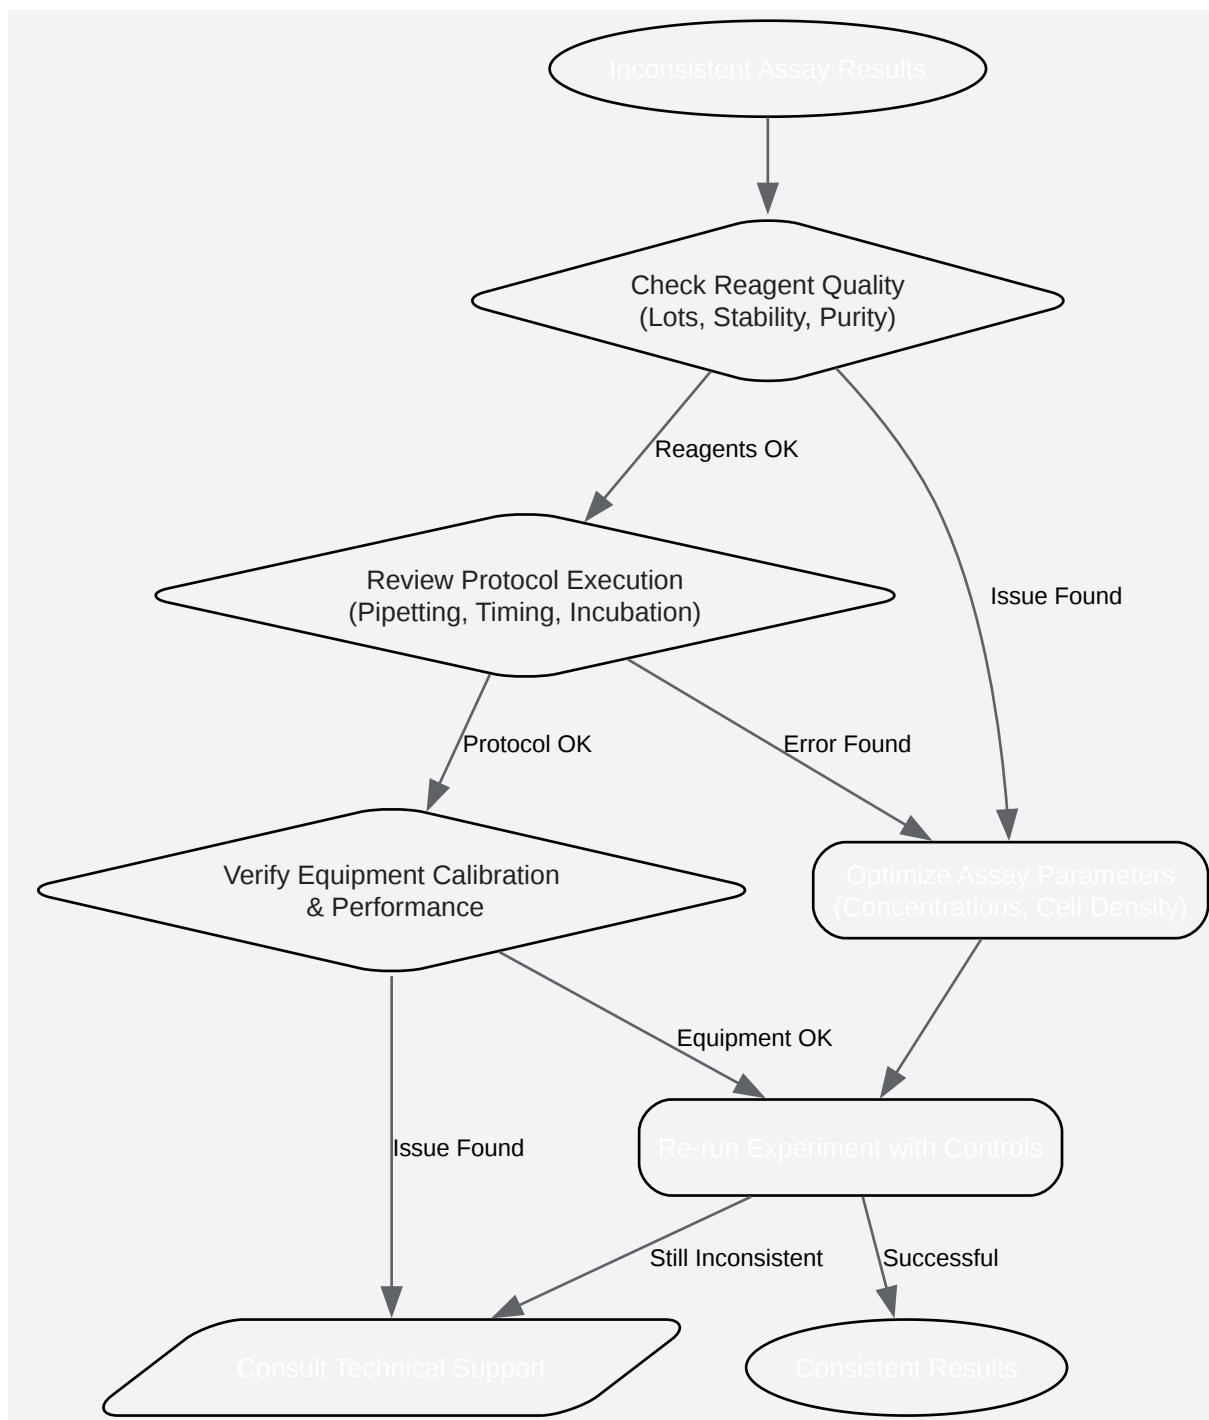 Inconsistent Assay Results
Check Reagent Quality
(Lots, Stability, Purity)
Reagents OK
Review Protocol Execution
(Pipetting, Timing, Incubation)
Issue Found
Protocol OK
Error Found
Verify Equipment Calibration
& Performance
Optimize Assay Parameters
(Concentrations, Cell Density)
Equipment OK
Issue Found
Re-run Experiment with Controls
Still Inconsistent
Successful
Consult Technical Support
Consistent Results